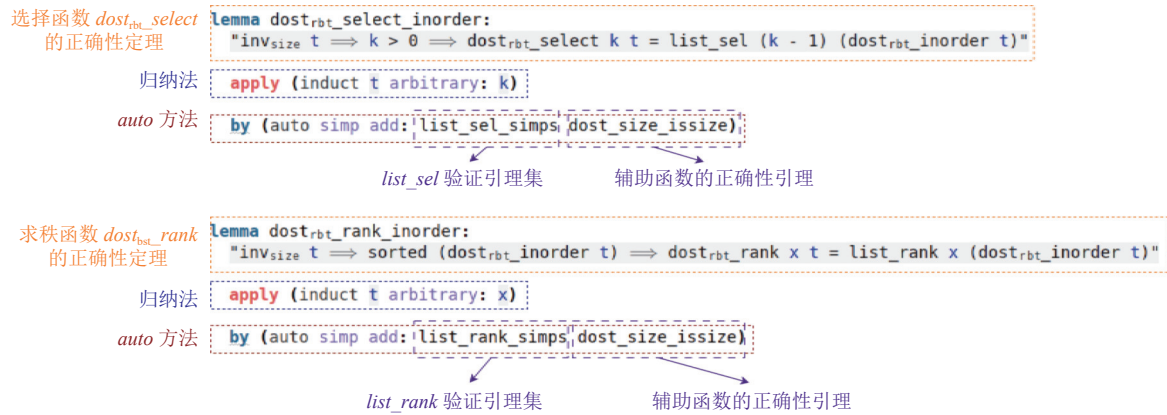 选择函数 dost_rbt_select
的正确性定理
lemma dost_rbt_select_inorder:
"inv_size t ⟹ k > 0 ⟹ dost_rbt_select k t = list_sel (k - 1) (dost_rbt_inorder t)"
归纳法
apply (induct t arbitrary: k)
auto 方法
by (auto simp add: list_sel_simps dost_size_issize)
list_sel 验证引理集
辅助函数的正确性引理
求秩函数 dost_bst_rank
的正确性定理
lemma dost_rbt_rank_inorder:
"inv_size t ⟹ sorted (dost_rbt_inorder t) ⟹ dost_rbt_rank x t = list_rank x (dost_rbt_inorder t)"
归纳法
apply (induct t arbitrary: x)
auto 方法
by (auto simp add: list_rank_simps dost_size_issize)
list_rank 验证引理集
辅助函数的正确性引理